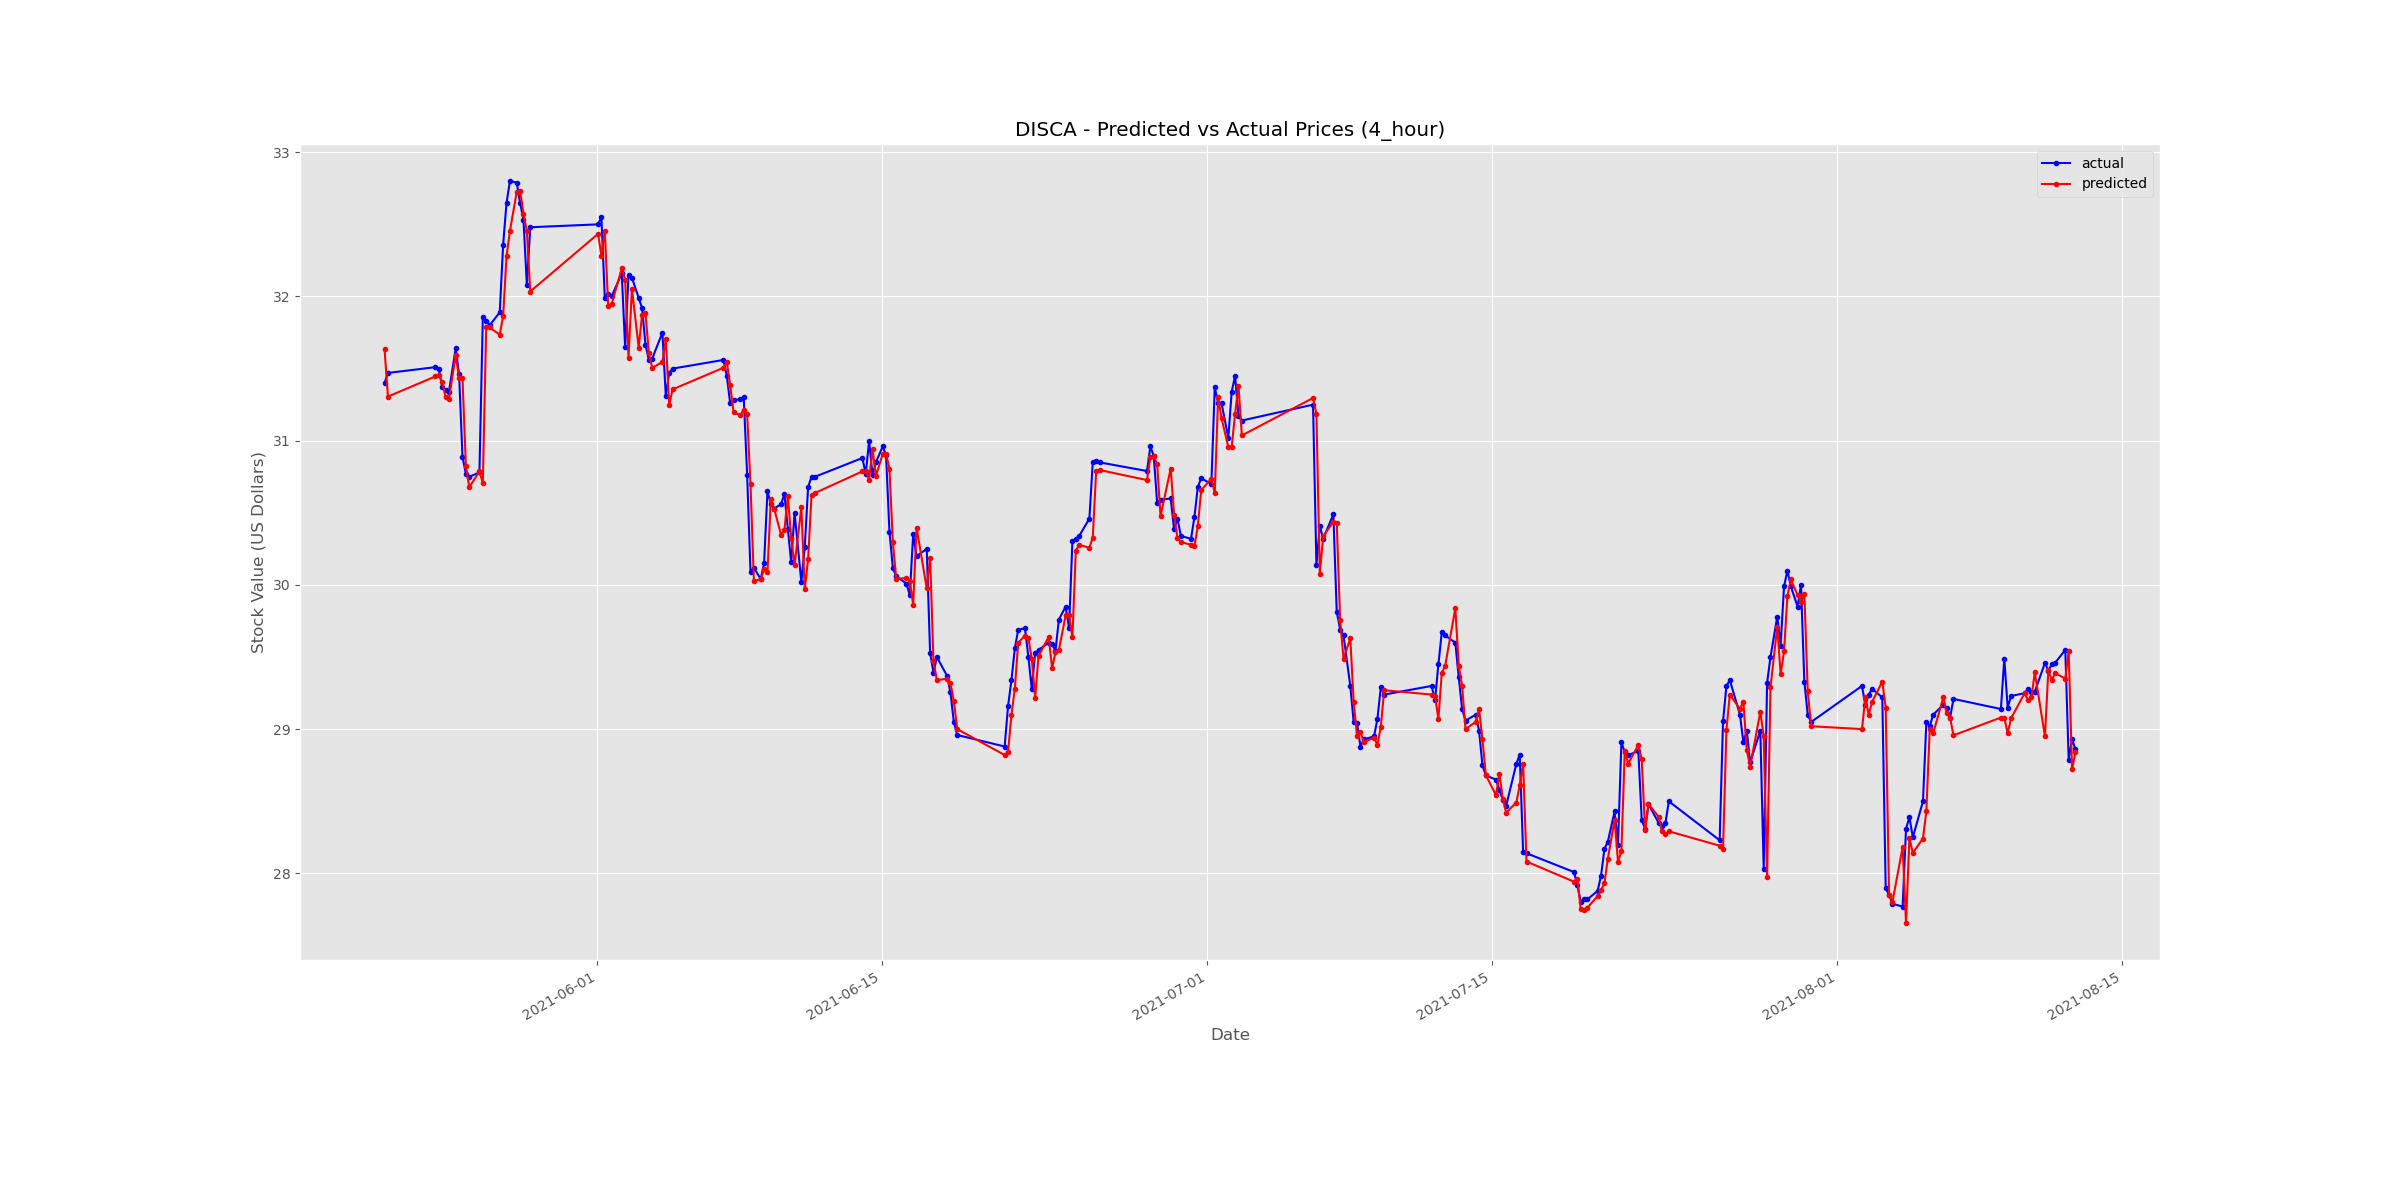 DISCA - Predicted vs Actual Prices (4_hour)
actual
predicted
33
32
31
30
29
28
Stock Value (US Dollars)
2021-06-01
2021-06-15
2021-07-01
2021-07-15
2021-08-01
2021-08-15
Date